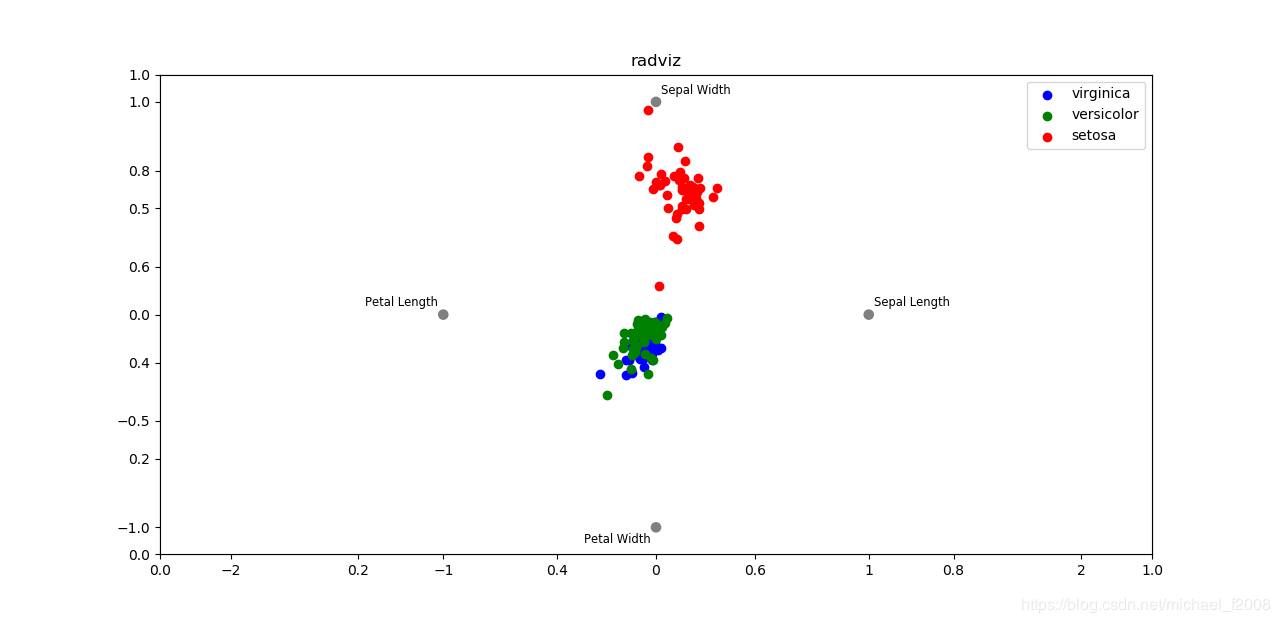 radviz
1.0
1.0
0.8
0.5
0.6
0.0
0.4
−0.5
0.2
−1.0
0.0
Sepal Width
Petal Length
Sepal Length
Petal Width
virginica
versicolor
setosa
0.0 −2 0.2 −1 0.4 0 0.6 1 0.8 2 1.0
https://blog.csdn.net/michael_f2008